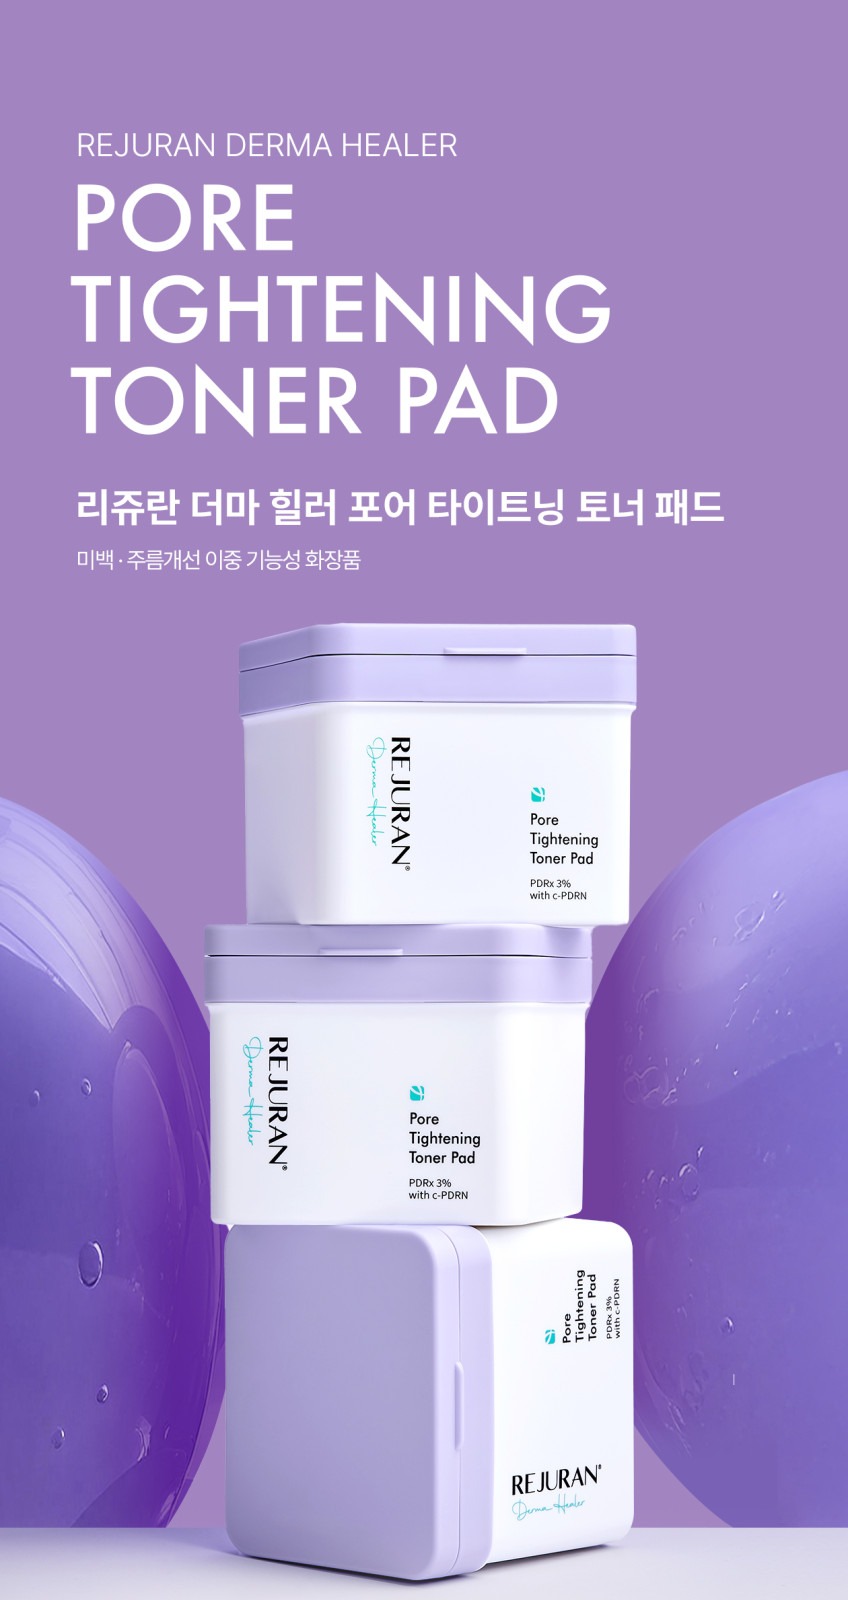 REJURAN DERMA HEALER
PORE
TIGHTENING
TONER PAD
리쥬란 더마 힐러 포어 타이트닝 토너 패드
미백·주름개선 이중 기능성 화장품
REJURAN®
Derma Healer
Pore
Tightening
Toner Pad
PDRx 3%
with c-PDRN
REJURAN®
Derma Healer
Pore
Tightening
Toner Pad
PDRx 3%
with c-PDRN
Pore
Tightening
Toner Pad
PDRx 3%
with c-PDRN
REJURAN®
Derma Healer